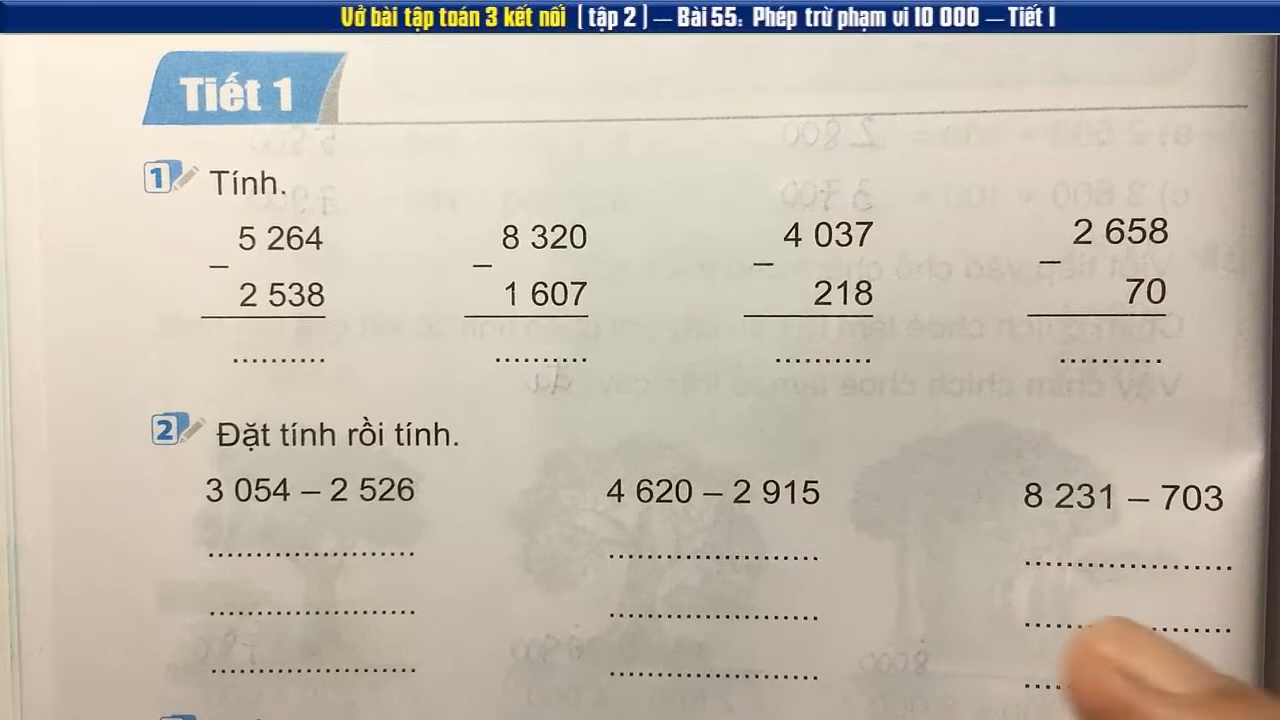 Vở bài tập toán 3 kết nối ( tập 2 ) – Bài 55: Phép trừ phạm vi 10 000 – Tiết 1
Tiết 1
1 Tính.
5 264 8 320 4 037 2 658
– – – –
2 538 1 607 218 70
.......... .......... .......... ..........
2 Đặt tính rồi tính.
3 054 – 2 526 4 620 – 2 915 8 231 – 703